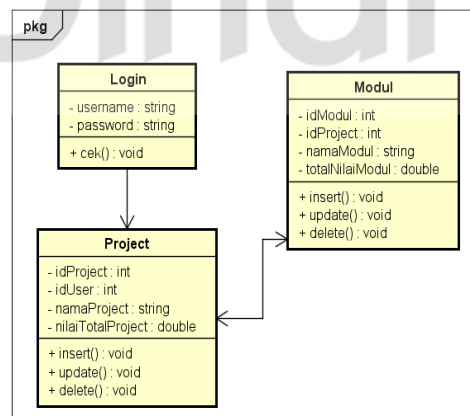 pkg
Login
- username : string
- password : string
+ cek() : void
Modul
- idModul : int
- idProject : int
- namaModul : string
- totalNilaiModul : double
+ insert() : void
+ update() : void
+ delete() : void
Project
- idProject : int
- idUser : int
- namaProject : string
- nilaiTotalProject : double
+ insert() : void
+ update() : void
+ delete() : void